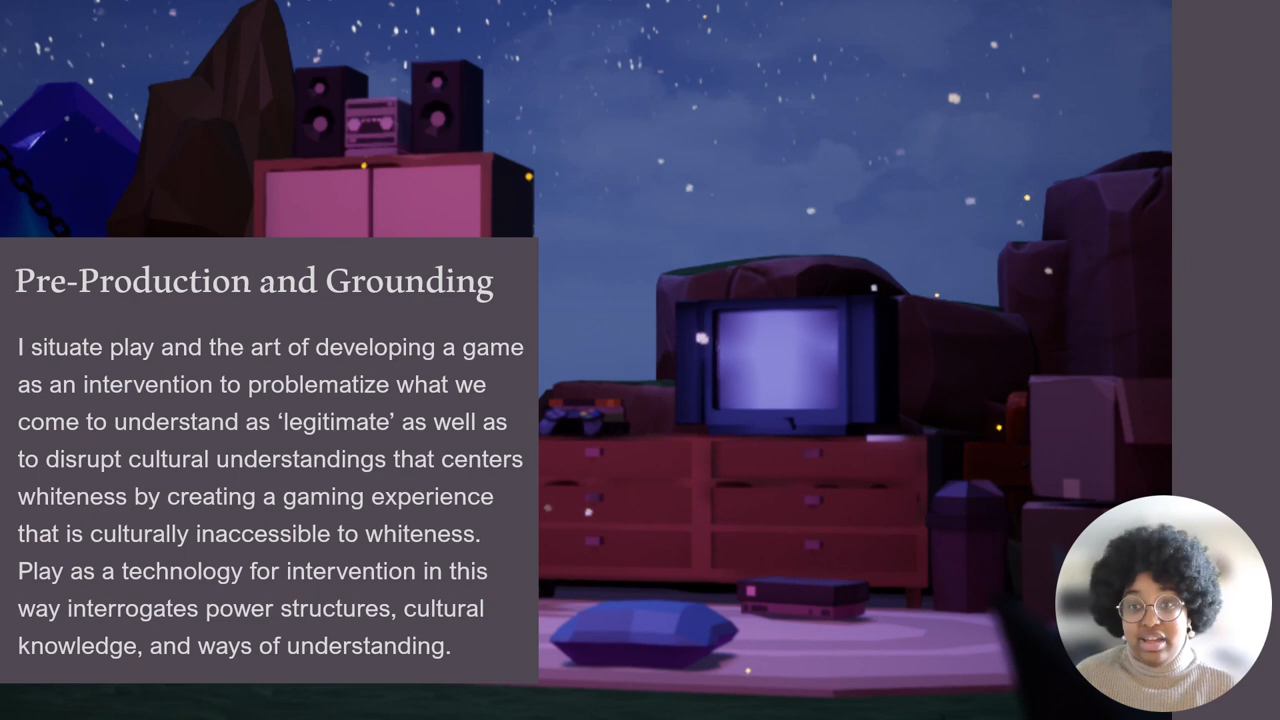 Pre-Production and Grounding
I situate play and the art of developing a game
as an intervention to problematize what we
come to understand as ‘legitimate’ as well as
to disrupt cultural understandings that centers
whiteness by creating a gaming experience
that is culturally inaccessible to whiteness.
Play as a technology for intervention in this
way interrogates power structures, cultural
knowledge, and ways of understanding.